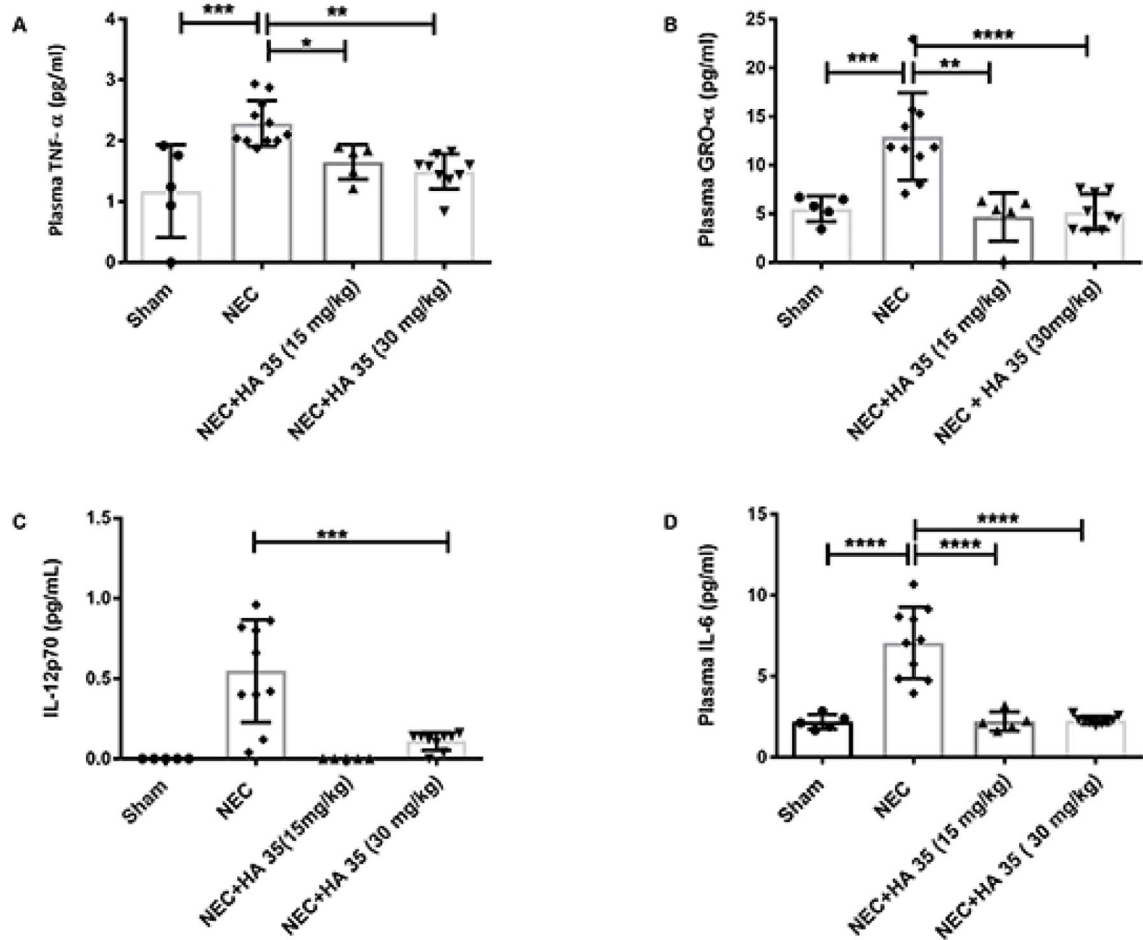 A
Plasma TNF- α (pg/ml)
4
3
2
1
0
***
**
*
Sham
NEC
NEC+HA 35 (15 mg/kg)
NEC+HA 35 (30 mg/kg)
B
Plasma GRO-α (pg/ml)
25
20
15
10
5
0
****
***
**
Sham
NEC
NEC+HA 35 (15 mg/kg)
NEC + HA 35 (30mg/kg)
C
IL-12p70 (pg/mL)
1.5
1.0
0.5
0.0
***
Sham
NEC
NEC+HA 35(15mg/kg)
NEC+HA 35 (30 mg/kg)
D
Plasma IL-6 (pg/ml)
15
10
5
0
****
****
****
Sham
NEC
NEC+HA 35 (15 mg/kg)
NEC+HA 35 ( 30 mg/kg)